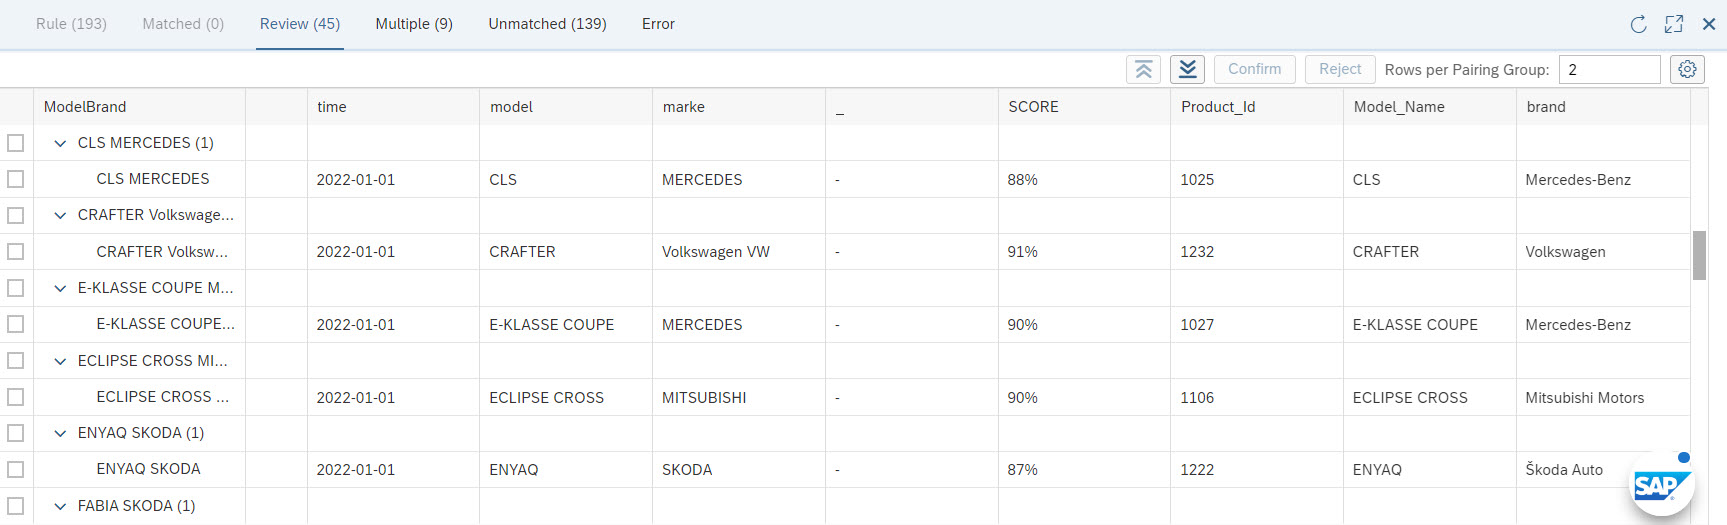 Rule (193) Matched (0) Review (45) Multiple (9) Unmatched (139) Error
Confirm Reject Rows per Pairing Group: 2
ModelBrand time model marke _ SCORE Product_Id Model_Name brand
CLS MERCEDES (1)
CLS MERCEDES 2022-01-01 CLS MERCEDES - 88% 1025 CLS Mercedes-Benz
CRAFTER Volkswage...
CRAFTER Volksw... 2022-01-01 CRAFTER Volkswagen VW - 91% 1232 CRAFTER Volkswagen
E-KLASSE COUPE M...
E-KLASSE COUPE... 2022-01-01 E-KLASSE COUPE MERCEDES - 90% 1027 E-KLASSE COUPE Mercedes-Benz
ECLIPSE CROSS MI...
ECLIPSE CROSS ... 2022-01-01 ECLIPSE CROSS MITSUBISHI - 90% 1106 ECLIPSE CROSS Mitsubishi Motors
ENYAQ SKODA (1)
ENYAQ SKODA 2022-01-01 ENYAQ SKODA - 87% 1222 ENYAQ Škoda Auto
SAP
FABIA SKODA (1)